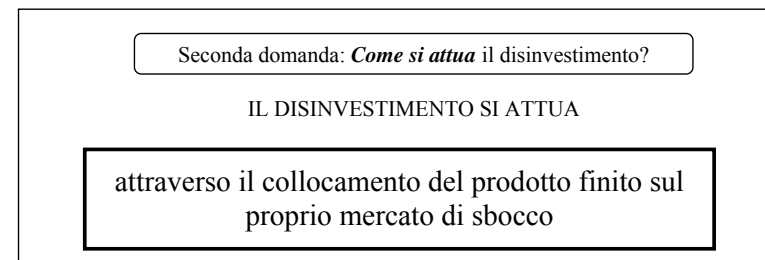 Seconda domanda: Come si attua il disinvestimento?
IL DISINVESTIMENTO SI ATTUA
attraverso il collocamento del prodotto finito sul
proprio mercato di sbocco